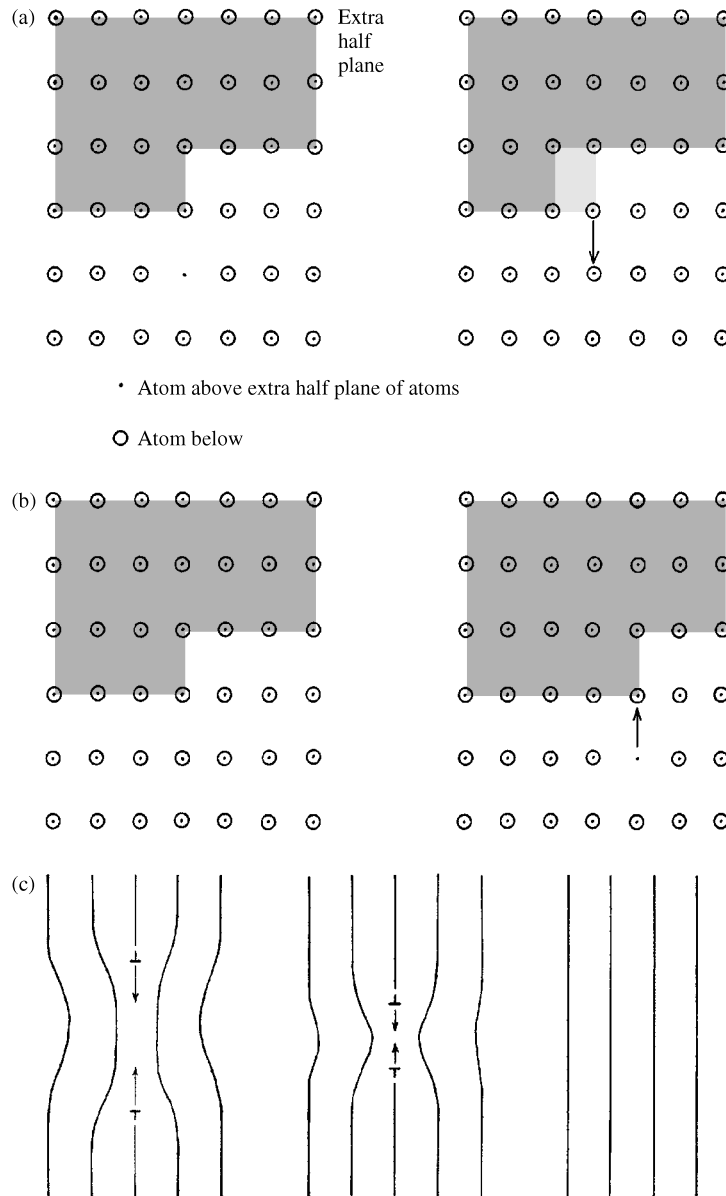 (a)
Extra
half
plane
Atom above extra half plane of atoms
Atom below
(b)
(c)